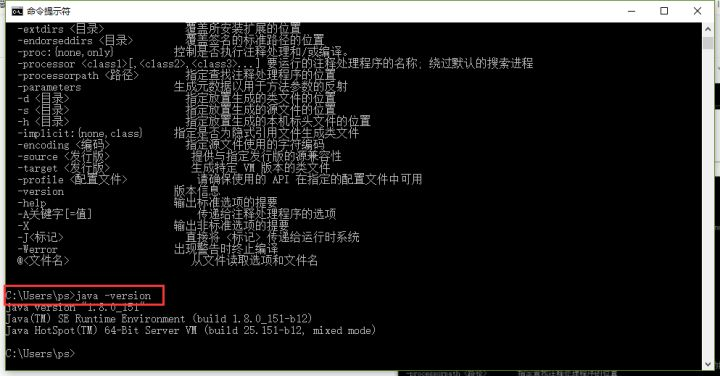 命令提示符
-extdirs <目录> 覆盖所安装扩展的位置
-endorseddirs <目录> 覆盖签名的标准路径的位置
-proc:{none,only} 控制是否执行注释处理和/或编译。
-processor <class1>[,<class2>,<class3>...] 要运行的注释处理程序的名称; 绕过默认的搜索进程
-processorpath <路径> 指定查找注释处理程序的位置
-parameters 生成元数据以用于方法参数的反射
-d <目录> 指定放置生成的类文件的位置
-s <目录> 指定放置生成的源文件的位置
-h <目录> 指定放置生成的本机标头文件的位置
-implicit:{none,class} 指定是否为隐式引用文件生成类文件
-encoding <编码> 指定源文件使用的字符编码
-source <发行版> 提供与指定发行版的源兼容性
-target <发行版> 生成特定 VM 版本的类文件
-profile <配置文件> 请确保使用的 API 在指定的配置文件中可用
-version 版本信息
-help 输出标准选项的提要
-A关键字[=值] 传递给注释处理程序的选项
-X 输出非标准选项的提要
-J<标记> 直接将 <标记> 传递给运行时系统
-Werror 出现警告时终止编译
@<文件名> 从文件读取选项和文件名
C:\Users\ps>java -version
java version "1.8.0_151"
Java(TM) SE Runtime Environment (build 1.8.0_151-b12)
Java HotSpot(TM) 64-Bit Server VM (build 25.151-b12, mixed mode)
C:\Users\ps>
-processorpath <路径> 指定查找注释处理程序的位置